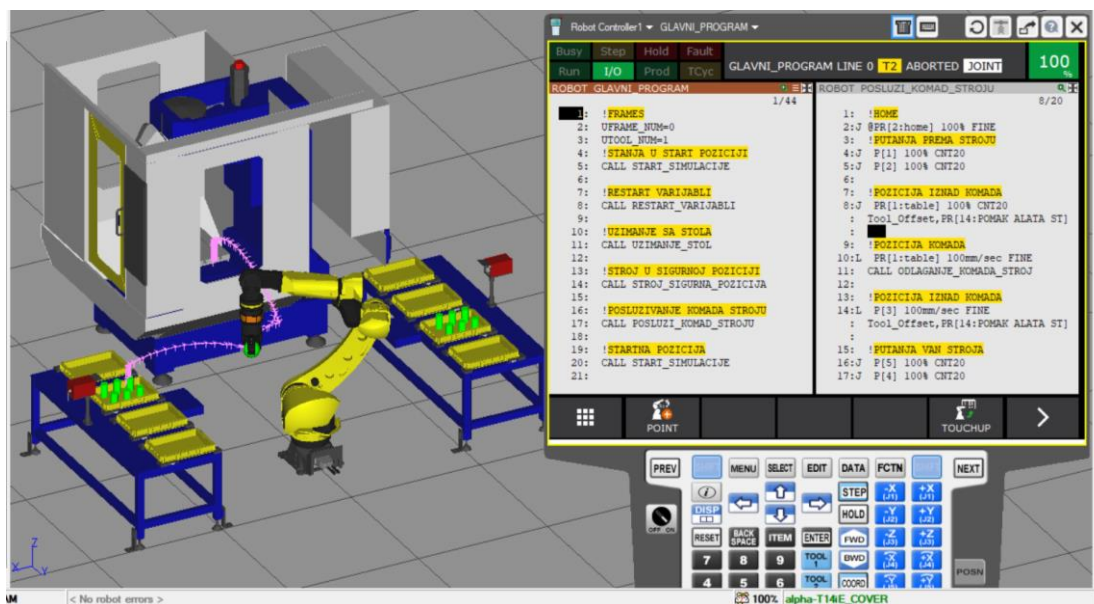 Robot Controller1 GLAVNI_PROGRAM
Busy Step Hold Fault
Run I/O Prod TCyc
GLAVNI_PROGRAM LINE 0 T2 ABORTED JOINT
100
%
ROBOT GLAVNI_PROGRAM
1/44
1: !FRAMES
2: UFRAME_NUM=0
3: UTOOL_NUM=1
4: !STANJA U START POZICIJI
5: CALL START_SIMULACIJE
6:
7: !RESTART VARIJABLI
8: CALL RESTART_VARIJABLI
9:
10: !UZIMANJE SA STOLA
11: CALL UZIMANJE_STOL
12:
13: !STROJ U SIGURNOJ POZICIJI
14: CALL STROJ_SIGURNA_POZICIJA
15:
16: !POSLUZIVANJE KOMADA STROJU
17: CALL POSLUZI_KOMAD_STROJU
18:
19: !STARTNA POZICIJA
20: CALL START_SIMULACIJE
21:
ROBOT POSLUZI_KOMAD_STROJU
8/20
1: !HOME
2:J @PR[2:home] 100% FINE
3: !PUTANJA PREMA STROJU
4:J P[1] 100% CNT20
5:J P[2] 100% CNT20
6:
7: !POZICIJA IZNAD KOMADA
8:J PR[1:table] 100% CNT20
: Tool_Offset,PR[14:POMAK ALATA ST]
:
9: !POZICIJA KOMADA
10:L PR[1:table] 100mm/sec FINE
11: CALL ODLAGANJE_KOMADA_STROJ
12:
13: !POZICIJA IZNAD KOMADA
14:L P[3] 100mm/sec FINE
: Tool_Offset,PR[14:POMAK ALATA ST]
:
15: !PUTANJA VAN STROJA
16:J P[5] 100% CNT20
17:J P[4] 100% CNT20
POINT
TOUCHUP
PREV
MENU SELECT EDIT DATA FCTN
NEXT
DISP
STEP
-X (J1)
+X (J1)
OFF ON
HOLD
-Y (J2)
+Y (J2)
RESET BACK SPACE ITEM ENTER FWD
-Z (J3)
+Z (J3)
7 8 9 TOOL 1 BWD
-X (J4)
+X (J4)
4 5 6 TOOL COORD
POSN
Z
X
Y
AM
< No robot errors >
100% alpha-T14iE_COVER